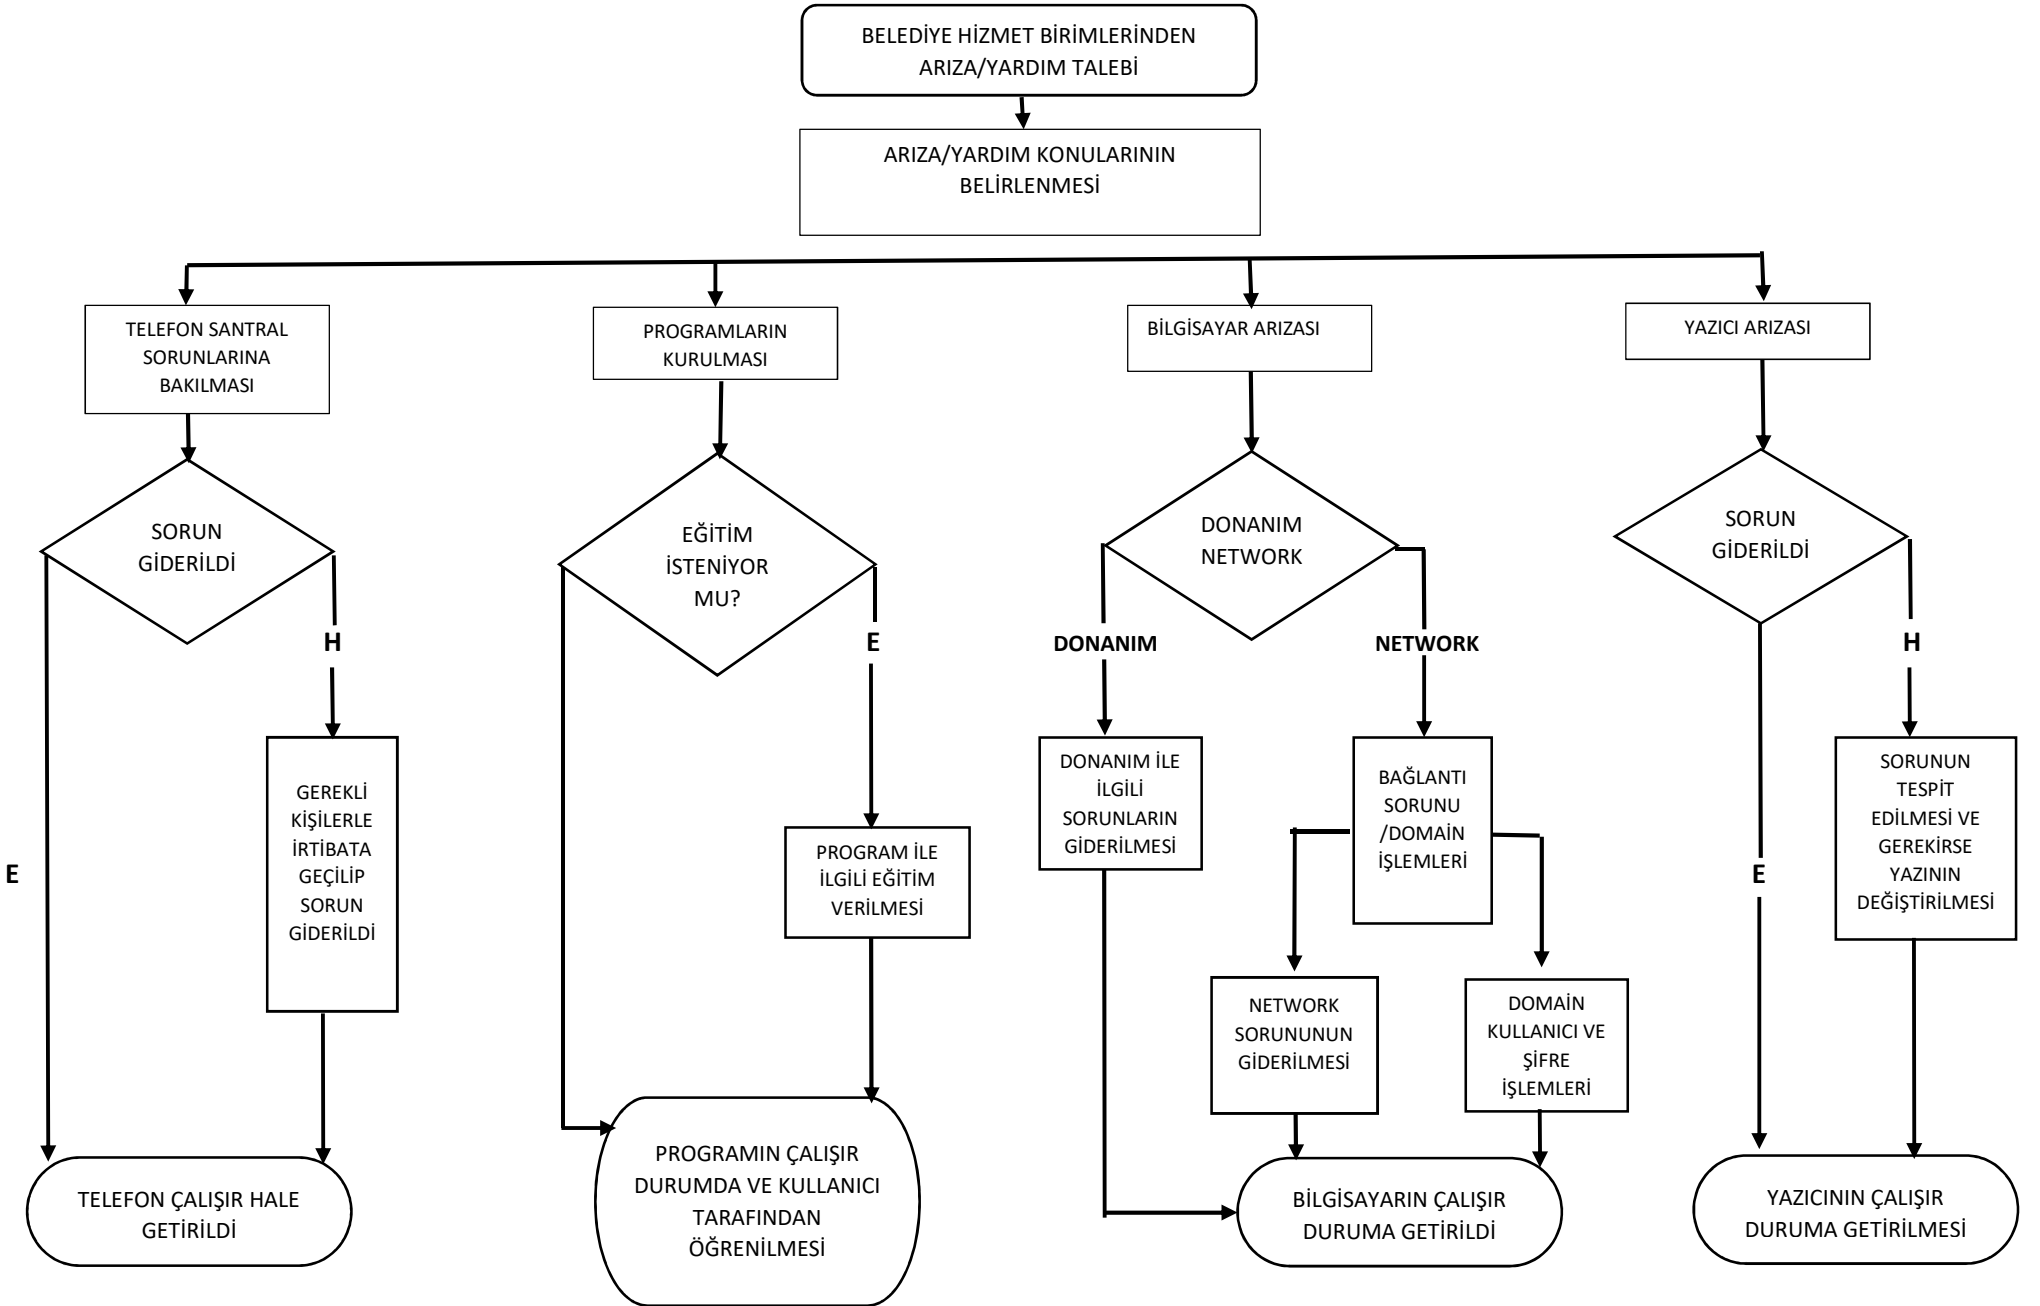 BELEDİYE HİZMET BİRİMLERİNDEN
ARIZA/YARDIM TALEBİ
ARIZA/YARDIM KONULARININ
BELİRLENMESİ
TELEFON SANTRAL
SORUNLARINA
BAKILMASI
PROGRAMLARIN
KURULMASI
BİLGİSAYAR ARIZASI
YAZICI ARIZASI
SORUN
GİDERİLDİ
EĞİTİM
İSTENİYOR
MU?
DONANIM
NETWORK
SORUN
GİDERİLDİ
H
E
DONANIM
NETWORK
H
GEREKLİ
KİŞİLERLE
İRTİBATA
GEÇİLİP
SORUN
GİDERİLDİ
PROGRAM İLE
İLGİLİ EĞİTİM
VERİLMESİ
DONANIM İLE
İLGİLİ
SORUNLARIN
GİDERİLMESİ
BAĞLANTI
SORUNU
/DOMAİN
İŞLEMLERİ
SORUNUN
TESPİT
EDİLMESİ VE
GEREKİRSE
YAZININ
DEĞİŞTİRİLMESİ
E
E
NETWORK
SORUNUNUN
GİDERİLMESİ
DOMAİN
KULLANICI VE
ŞİFRE
İŞLEMLERİ
TELEFON ÇALIŞIR HALE
GETİRİLDİ
PROGRAMIN ÇALIŞIR
DURUMDA VE KULLANICI
TARAFINDAN
ÖĞRENİLMESİ
BİLGİSAYARIN ÇALIŞIR
DURUMA GETİRİLDİ
YAZICININ ÇALIŞIR
DURUMA GETİRİLMESİ